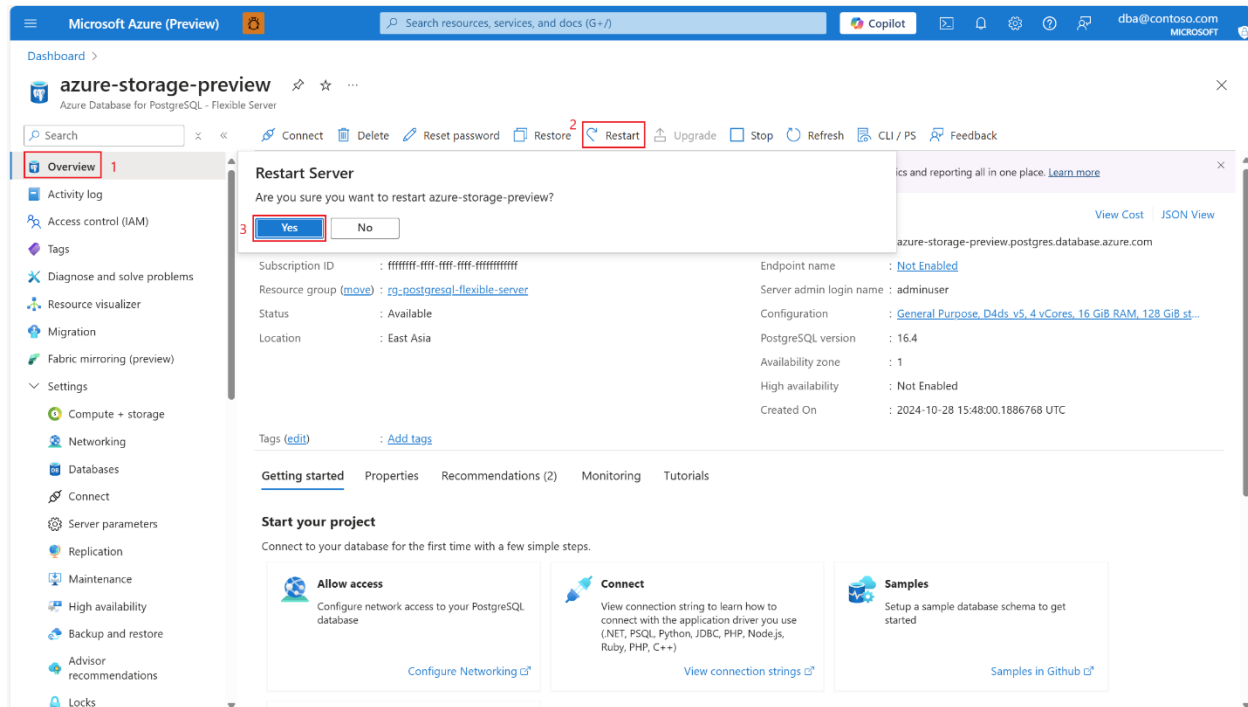 Microsoft Azure (Preview)
Search resources, services, and docs (G+/)
Copilot
dba@contoso.com
MICROSOFT
Dashboard >
azure-storage-preview
Azure Database for PostgreSQL - Flexible Server
Search
Connect Delete Reset password Restore 2 Restart Upgrade Stop Refresh CLI / PS Feedback
Overview 1
Activity log
Access control (IAM)
Tags
Diagnose and solve problems
Resource visualizer
Migration
Fabric mirroring (preview)
Settings
Compute + storage
Networking
Databases
Connect
Server parameters
Replication
Maintenance
High availability
Backup and restore
Advisor
recommendations
Locks
Restart Server
Are you sure you want to restart azure-storage-preview?
3 Yes No
ics and reporting all in one place. Learn more
View Cost JSON View
azure-storage-preview.postgres.database.azure.com
Subscription ID : ffffffff-ffff-ffff-ffff-ffffffffffff
Resource group (move) : rg-postgresql-flexible-server
Status : Available
Location : East Asia
Endpoint name : Not Enabled
Server admin login name : adminuser
Configuration : General Purpose, D4ds_v5, 4 vCores, 16 GiB RAM, 128 GiB st...
PostgreSQL version : 16.4
Availability zone : 1
High availability : Not Enabled
Created On : 2024-10-28 15:48:00.1886768 UTC
Tags (edit) : Add tags
Getting started Properties Recommendations (2) Monitoring Tutorials
Start your project
Connect to your database for the first time with a few simple steps.
Allow access
Configure network access to your PostgreSQL
database
Configure Networking
Connect
View connection string to learn how to
connect with the application driver you use
(.NET, PSQL, Python, JDBC, PHP, Node.js,
Ruby, PHP, C++)
View connection strings
Samples
Setup a sample database schema to get
started
Samples in Github